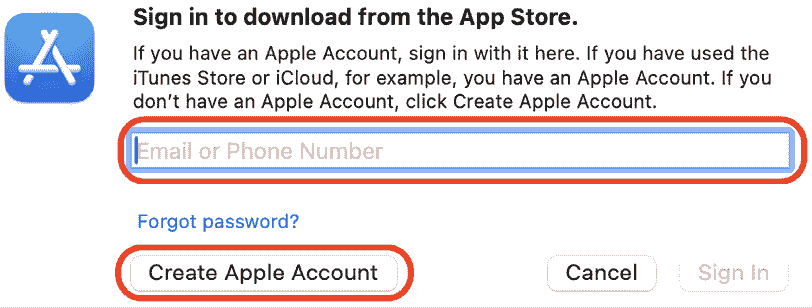 Sign in to download from the App Store.
If you have an Apple Account, sign in with it here. If you have used the
iTunes Store or iCloud, for example, you have an Apple Account. If you
don't have an Apple Account, click Create Apple Account.
Email or Phone Number
Forgot password?
Create Apple Account Cancel Sign In